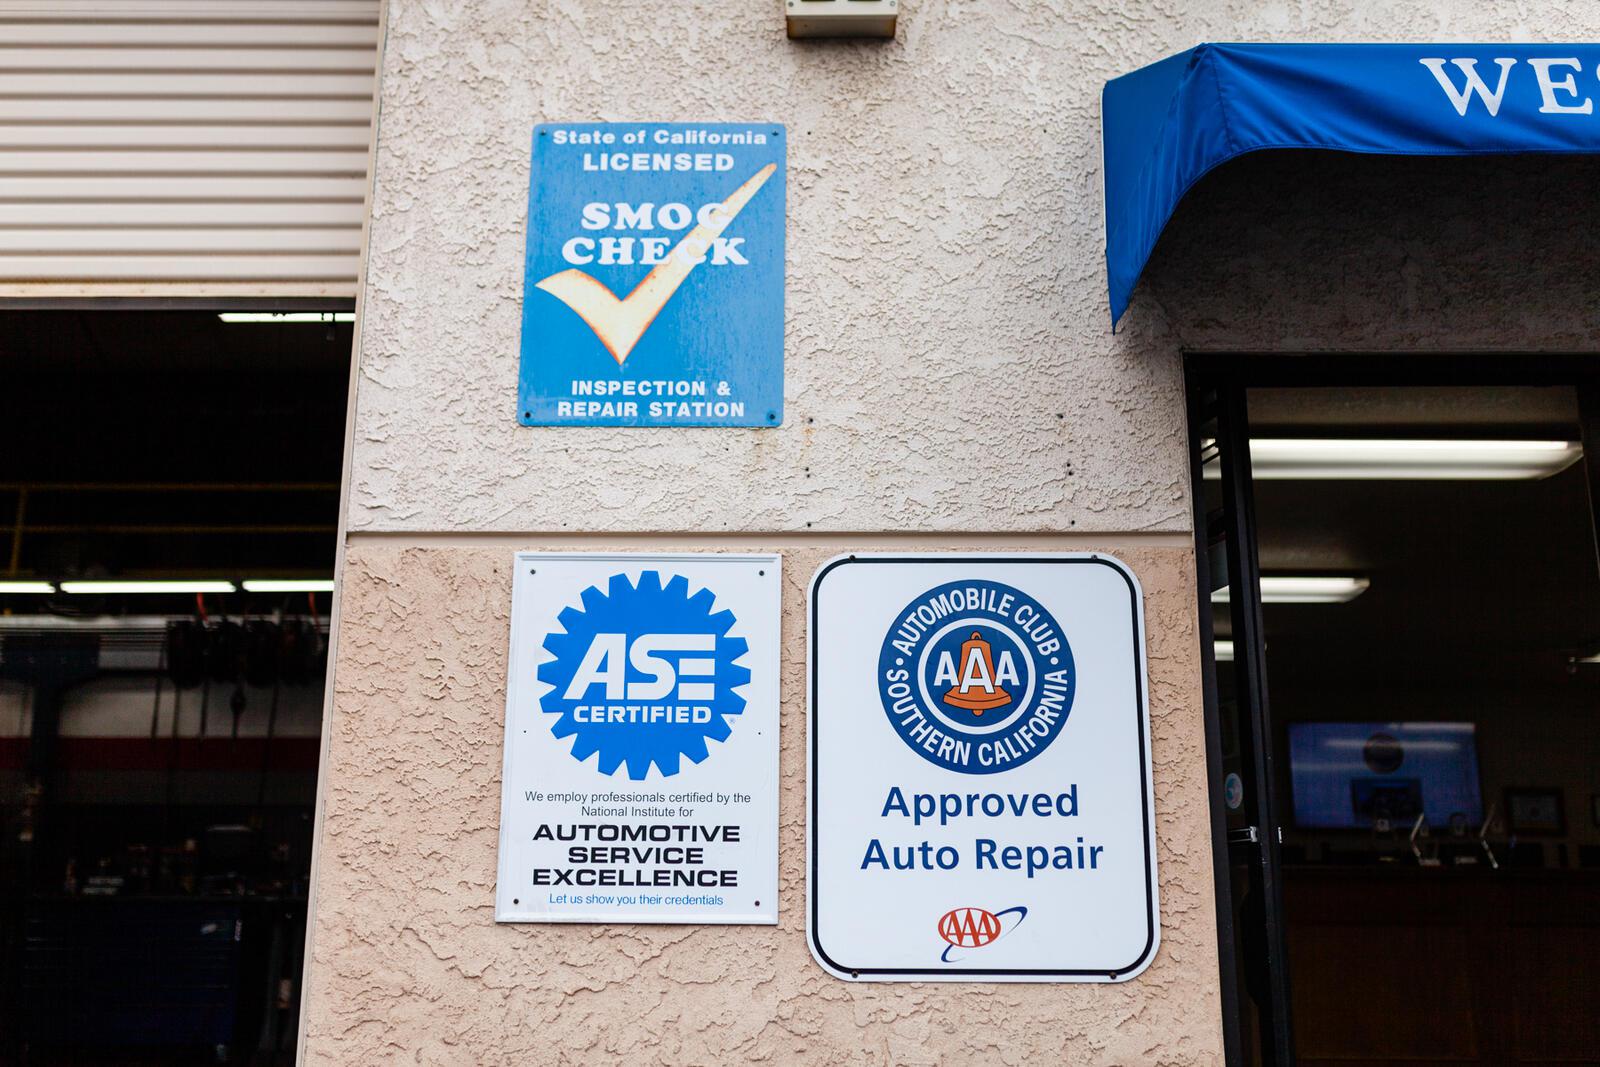 State of California
LICENSED
SMOG
CHECK
INSPECTION &
REPAIR STATION
WES
ASE
CERTIFIED®
We employ professionals certified by the
National Institute for
AUTOMOTIVE
SERVICE
EXCELLENCE
Let us show you their credentials
• AUTOMOBILE CLUB •
SOUTHERN CALIFORNIA
AAA
Approved
Auto Repair
AAA